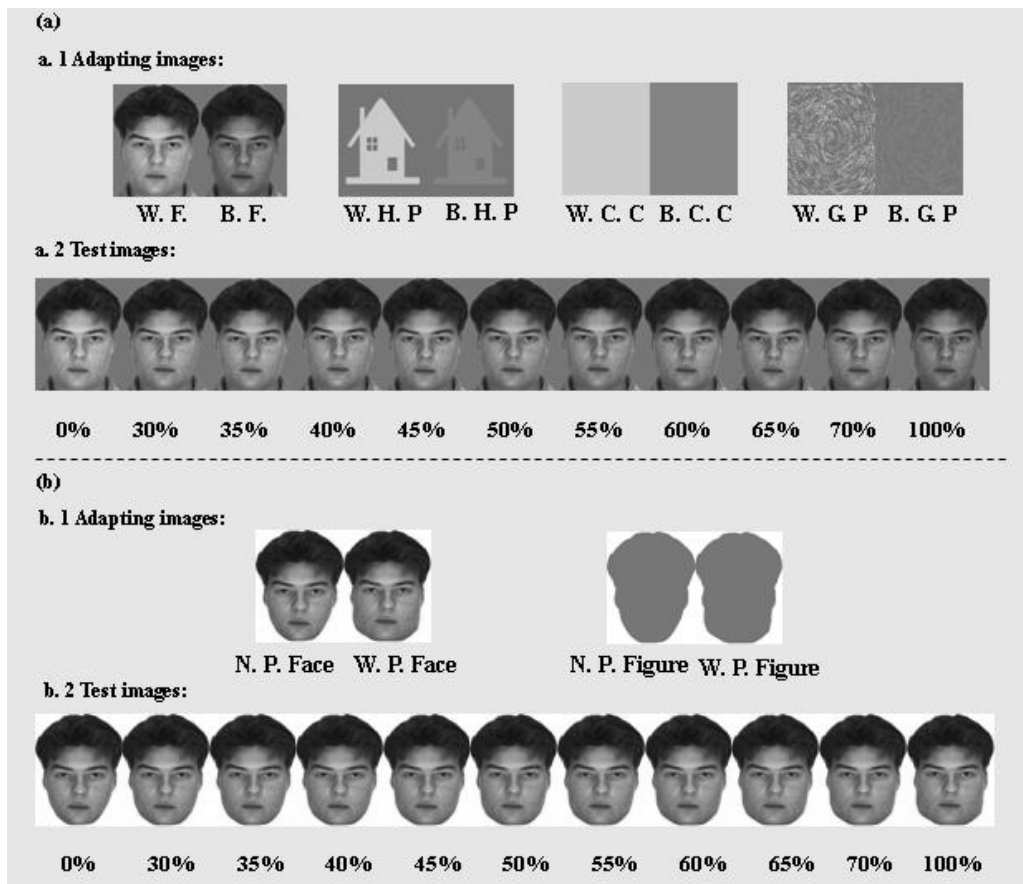 (a)
a. 1 Adapting images:
W. F. B. F. W. H. P B. H. P W. C. C B. C. C W. G. P B. G. P
a. 2 Test images:
0% 30% 35% 40% 45% 50% 55% 60% 65% 70% 100%
(b)
b. 1 Adapting images:
N. P. Face W. P. Face N. P. Figure W. P. Figure
b. 2 Test images:
0% 30% 35% 40% 45% 50% 55% 60% 65% 70% 100%